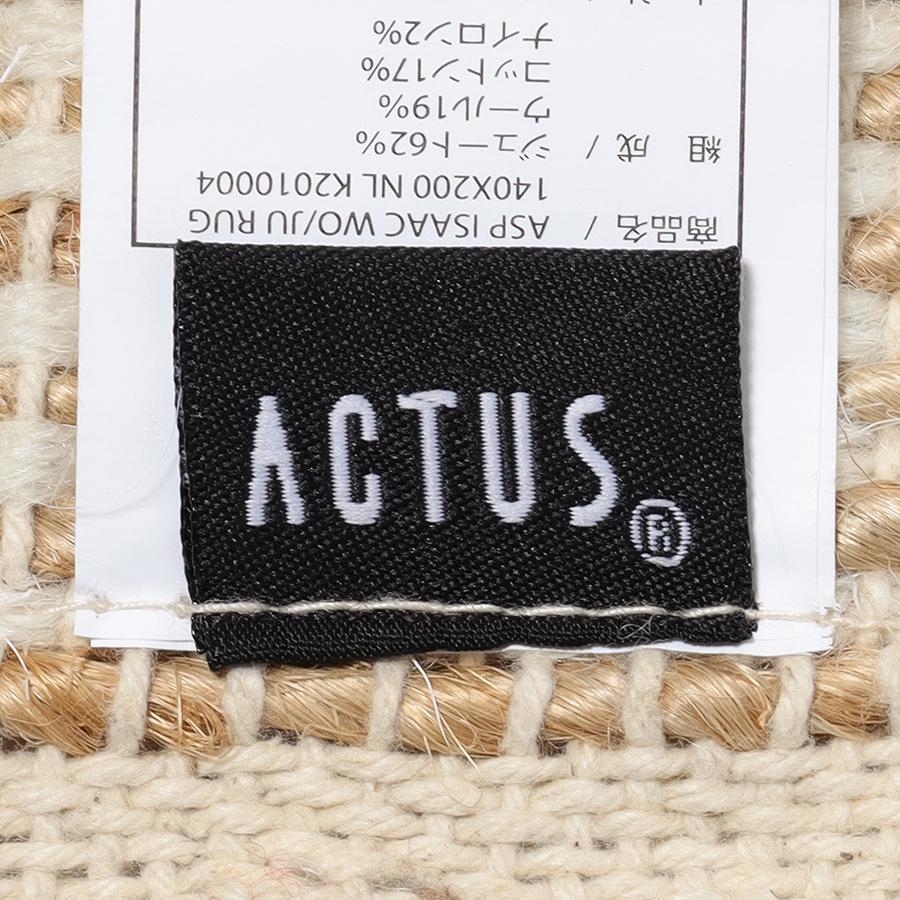 商品名 / ASP ISAAC WO/JU RUG
140X200 NL K2010004
組 成 / ジュート62%
ウール19%
コットン17%
ナイロン2%
ACTUS®